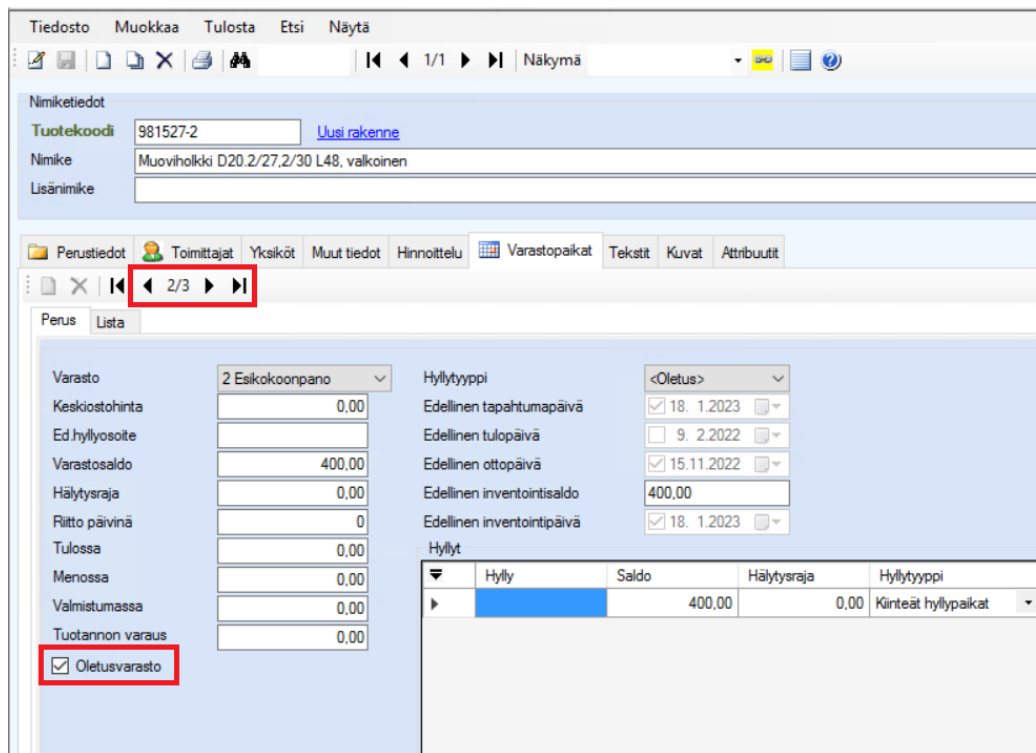 Tiedosto Muokkaa Tulosta Etsi Näytä
1/1 Näkymä
Nimiketiedot
Tuotekoodi 981527-2 Uusi rakenne
Nimike Muoviholkki D20.2/27,2/30 L48, valkoinen
Lisänimike
Perustiedot Toimittajat Yksiköt Muut tiedot Hinnoittelu Varastopaikat Tekstit Kuvat Attribuutit
2/3
Perus Lista
Varasto 2 Esikokoonpano Hyllytyyppi <Oletus>
Keskiostohinta 0,00 Edellinen tapahtumapäivä 18. 1.2023
Ed.hyllyosoite Edellinen tulopäivä 9. 2.2022
Varastosaldo 400,00 Edellinen ottopäivä 15.11.2022
Hälytysraja 0,00 Edellinen inventointisaldo 400,00
Riitto päivinä 0 Edellinen inventointipäivä 18. 1.2023
Tulossa 0,00 Hyllyt
Menossa 0,00 Hylly Saldo Hälytysraja Hyllytyyppi
Valmistumassa 0,00 400,00 0,00 Kiinteät hyllypaikat
Tuotannon varaus 0,00
Oletusvarasto